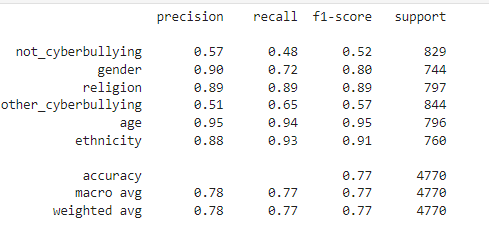 precision recall f1-score support
not_cyberbullying 0.57 0.48 0.52 829
gender 0.90 0.72 0.80 744
religion 0.89 0.89 0.89 797
other_cyberbullying 0.51 0.65 0.57 844
age 0.95 0.94 0.95 796
ethnicity 0.88 0.93 0.91 760
accuracy 0.77 4770
macro avg 0.78 0.77 0.77 4770
weighted avg 0.78 0.77 0.77 4770